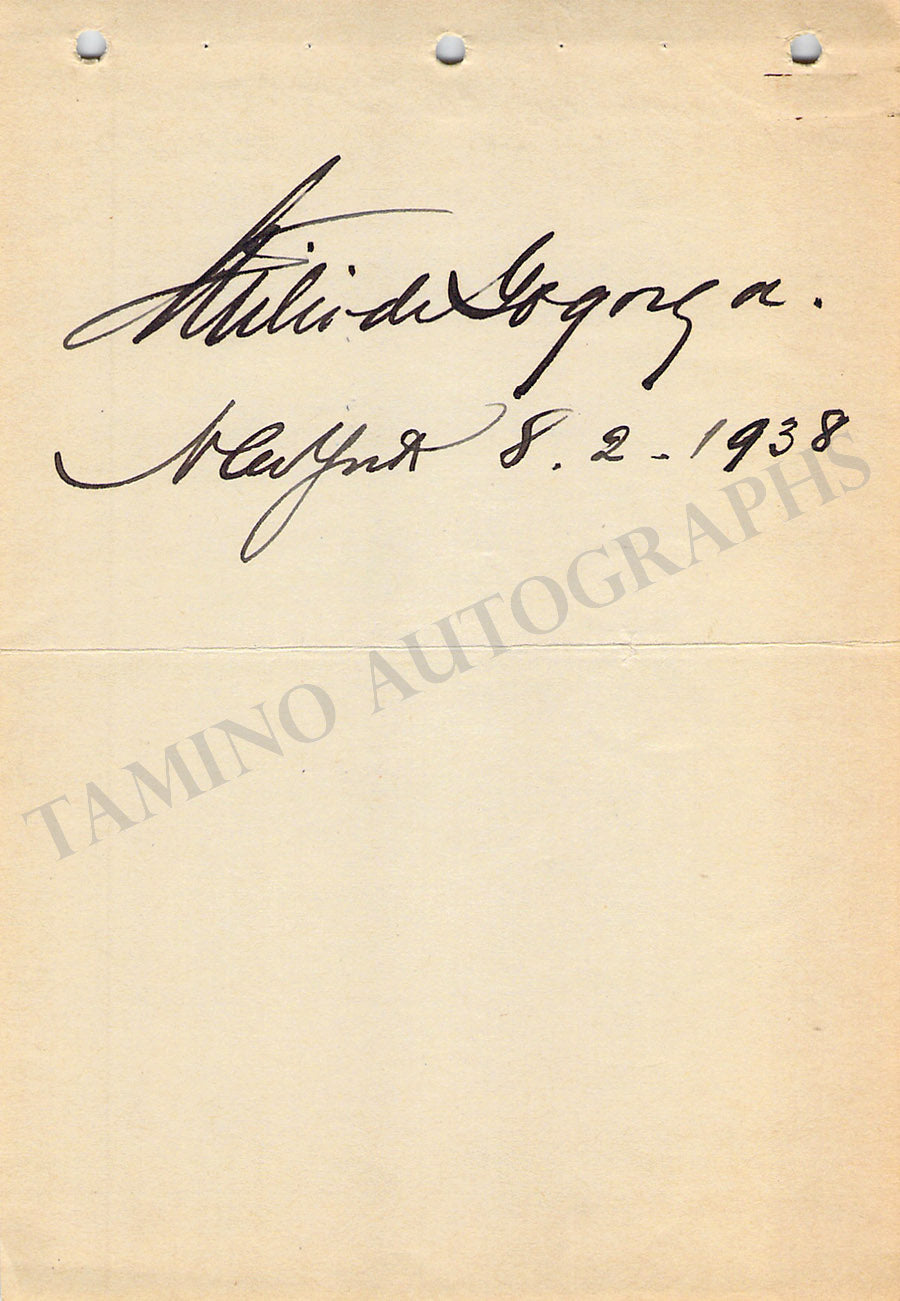 Emilio de Gogorza.
New York 8.2-1938
TAMINO AUTOGRAPHS